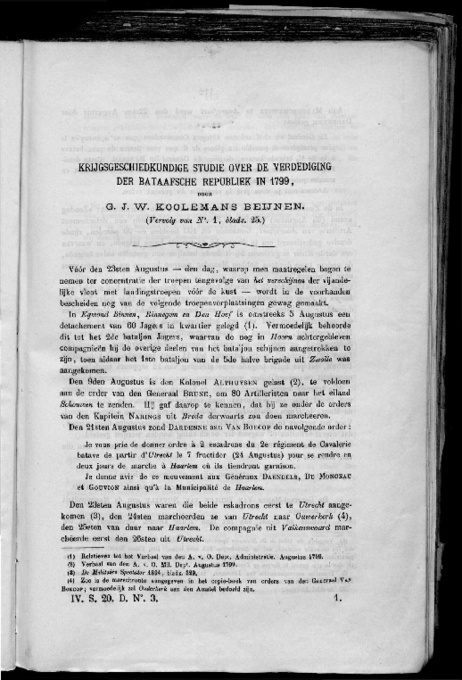 KRIJGSGESCHIEDKUNDIGE STUDIE OVER DE VERDEDIGING
DER BATAAFSCHE REPUBLIEK IN 1799,
DOOR
G. J. W. KOOLEMANS BEIJNEN.
(Vervolg van No. 1, bladz. 25.)
Vóór den 23sten Augustus — den dag, waarop men maatregelen begon te
nemen ter concentratie der troepen tengevolge van het verschijnen der vijande-
lijke vloot met landingstroepen vóór de kust — wordt in de voorhanden
bescheiden nog van de volgende troepenverplaatsingen gewag gemaakt.
In Egmond Binnen, Rinnegom en Den Hoef is omstreeks 5 Augustus een
detachement van 60 Jagers in kwartier gelegd (1). Vermoedelijk behoorde
dit tot het 2de bataljon Jagers, waarvan de nog in Hoorn achtergebleven
compagnieën bij de overige deelen van het bataljon schijnen aangetrokken te
zijn, toen aldaar het 1ste bataljon van de 5de halve brigade uit Zwolle was
aangekomen.
Den 9den Augustus is den Kolonel ALTHUYSEN gelast (2), te voldoen
aan de order van den Generaal BRUNE, om 80 Artilleristen naar het eiland
Schouwen te zenden. Hij gaf daarop te kennen, dat hij ze onder de orders
van den Kapitein NABINGS uit Breda derwaarts zou doen marcheeren.
Den 21sten Augustus zond DARDENNE aan VAN BOECOP de navolgende order:
Je vous prie de donner ordre à 2 escadrons du 2e régiment de Cavalerie
batave de partir d'Utrecht le 7 fructidor (24 Augustus) pour se rendre en
deux jours de marche à Haarlem où ils tiendront garnison.
Je donne avir de ce mouvement aux Généraux DAENDELS, DU MONCEAU
et GOUVION ainsi qu'à la Municipalité de Haarlem.
Den 23sten Augustus waren de beide eskadrons eerst te Utrecht aange-
komen (3), den 24sten marcheerden ze van Utrecht naar Ouwerkerk (4),
den 25sten van daar naar Haarlem. De compagnie uit Valkenswaard mar-
cheerde eerst den 26sten uit Utrecht.
(1) Relatieven tot het Verbaal van den A. v. O. Dept. Administratie. Augustus 1799.
(2) Verbaal van den A. v. O. Mil. Dept. Augustus 1799.
(3) De Militaire Spectator 1894, bladz. 389.
(4) Zoo is de marschroute aangegeven in het copie-boek van orders van den Generaal VAN
BOECOP; vermoedelijk zal Ouderkerk aan den Amstel bedoeld zijn.
IV. S. 20. D. No. 3. 1.